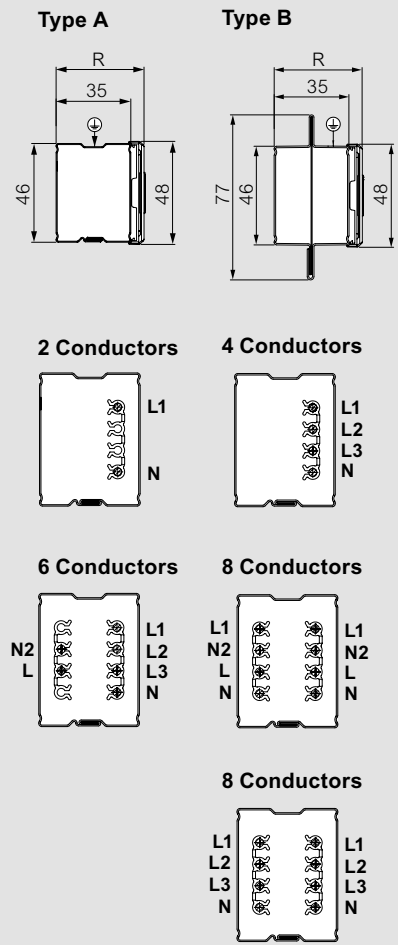 Type A
Type B
R
R
35
35
46
48
77
46
48
2 Conductors
4 Conductors
L1
N
L1
L2
L3
N
6 Conductors
8 Conductors
N2
L
L1
L2
L3
N
L1
N2
L
N
L1
N2
L
N
8 Conductors
L1
L2
L3
N
L1
L2
L3
N